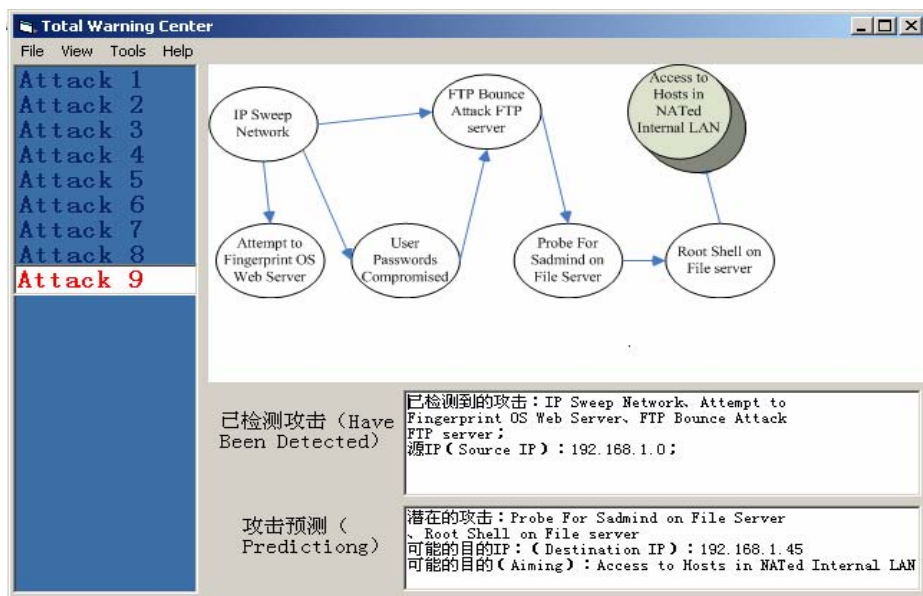 Total Warning Center
File View Tools Help
Attack 1
Attack 2
Attack 3
Attack 4
Attack 5
Attack 6
Attack 7
Attack 8
Attack 9
IP Sweep
Network
FTP Bounce
Attack FTP
server
Access to
Hosts in
NATed
Internal LAN
Attempt to
Fingerprint OS
Web Server
User
Passwords
Compromised
Probe For
Sadmind on
File Server
Root Shell on
File server
已检测攻击（Have
Been Detected）
已检测到的攻击：IP Sweep Network、Attempt to
Fingerprint OS Web Server、FTP Bounce Attack
FTP server；
源IP（Source IP）：192.168.1.0；
攻击预测（
Predictiong）
潜在的攻击：Probe For Sadmind on File Server
、Root Shell on File server
可能的目的IP：（Destination IP）：192.168.1.45
可能的目的（Aiming）：Access to Hosts in NATed Internal LAN